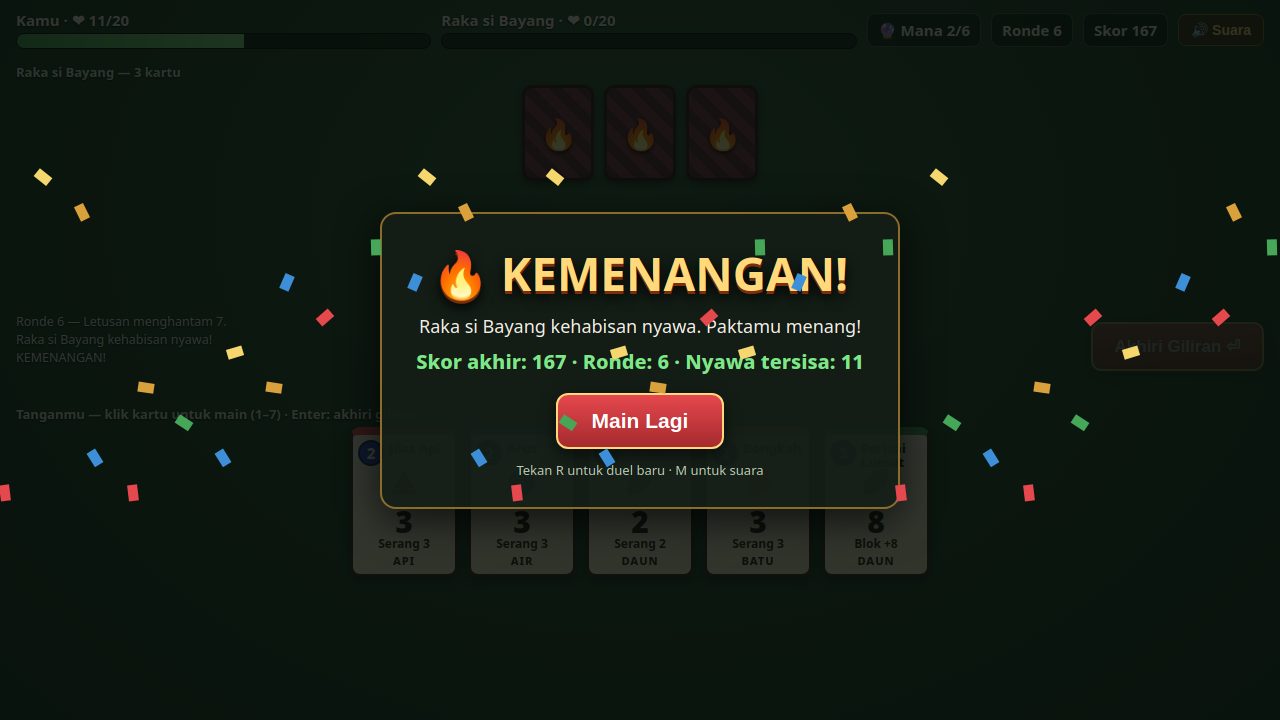 Kamu · ❤ 11/20
Raka si Bayang · ❤ 0/20
🔮 Mana 2/6
Ronde 6
Skor 167
🔊 Suara
Raka si Bayang — 3 kartu
🔥 KEMENANGAN!
Raka si Bayang kehabisan nyawa. Paktamu menang!
Skor akhir: 167 · Ronde: 6 · Nyawa tersisa: 11
Main Lagi
Tekan R untuk duel baru · M untuk suara
Ronde 6 — Letusan menghantam 7.
Raka si Bayang kehabisan nyawa!
KEMENANGAN!
Akhiri Giliran ⏎
Tanganmu — klik kartu untuk main (1–7) · Enter: akhiri
2
3
Serang 3
API
3
Serang 3
AIR
2
Serang 2
DAUN
3
Serang 3
BATU
8
Blok +8
DAUN